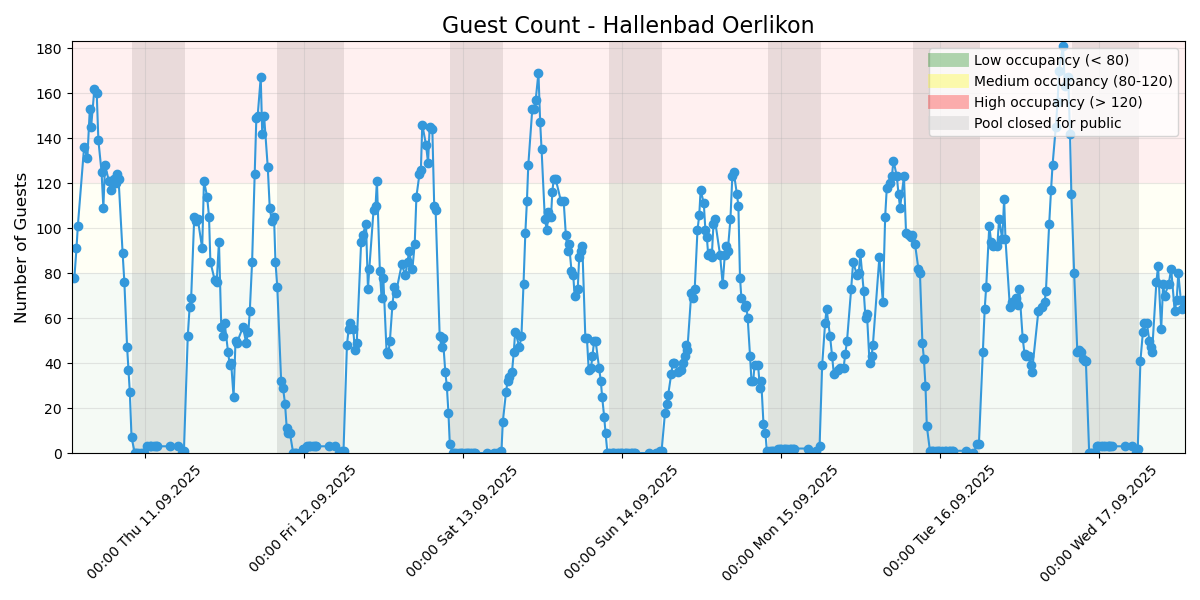 Guest Count - Hallenbad Oerlikon
Number of Guests
180
160
140
120
100
80
60
40
20
0
Low occupancy (< 80)
Medium occupancy (80-120)
High occupancy (> 120)
Pool closed for public
00:00 Thu 11.09.2025
00:00 Fri 12.09.2025
00:00 Sat 13.09.2025
00:00 Sun 14.09.2025
00:00 Mon 15.09.2025
00:00 Tue 16.09.2025
00:00 Wed 17.09.2025